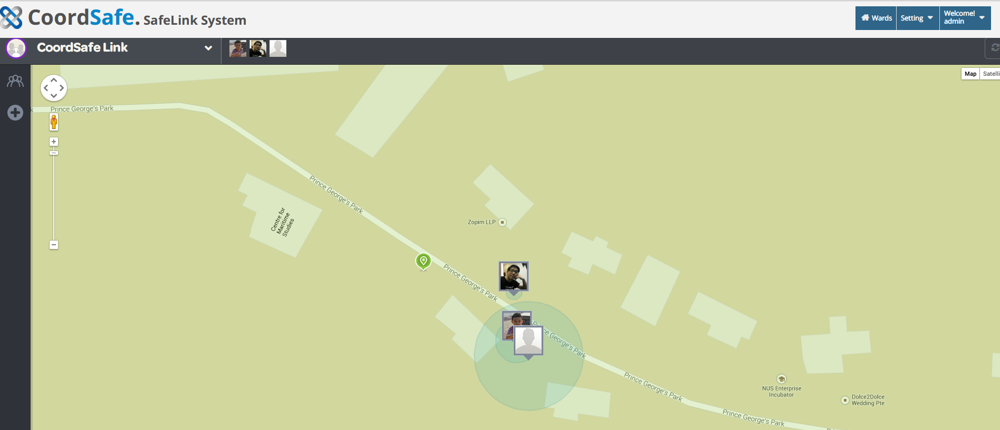 CoordSafe. SafeLink System
Wards
Setting
Welcome!
admin
CoordSafe Link
Map
Satelli
k
Prince George's Park
Prince George's Park
Centre for
Maritime
Studies
Zopim LLP
Prince George's Park
Prince George's Park
Prince George's Park
NUS Enterprise
Incubator
Dolce2Dolce
Wedding Pte
Prince George's Park